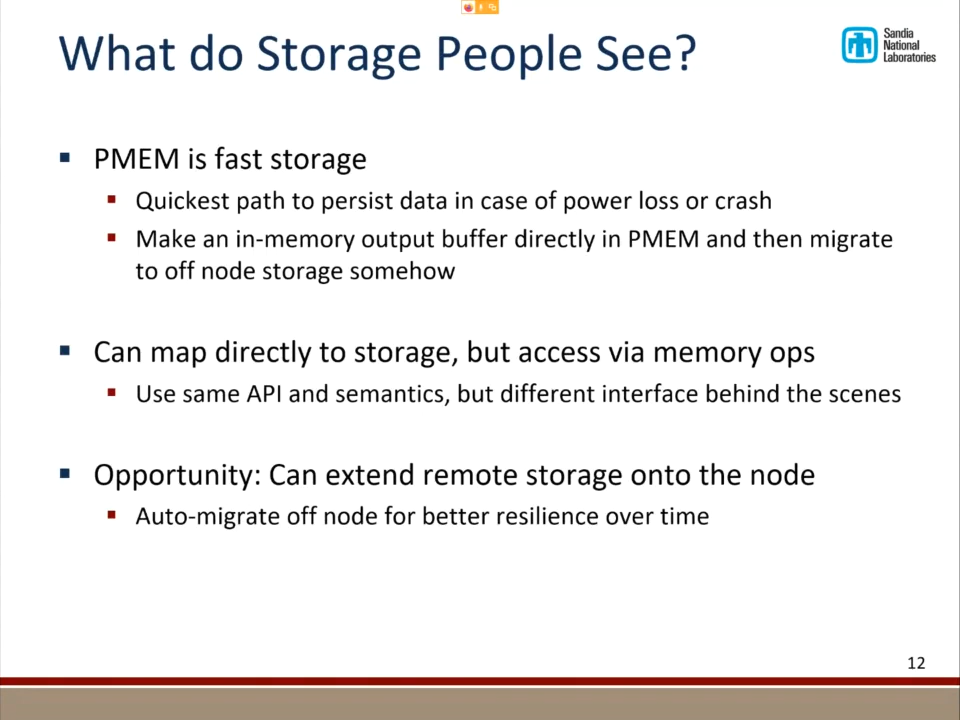 What do Storage People See?
Sandia
National
Laboratories
PMEM is fast storage
Quickest path to persist data in case of power loss or crash
Make an in-memory output buffer directly in PMEM and then migrate
to off node storage somehow
Can map directly to storage, but access via memory ops
Use same API and semantics, but different interface behind the scenes
Opportunity: Can extend remote storage onto the node
Auto-migrate off node for better resilience over time
12